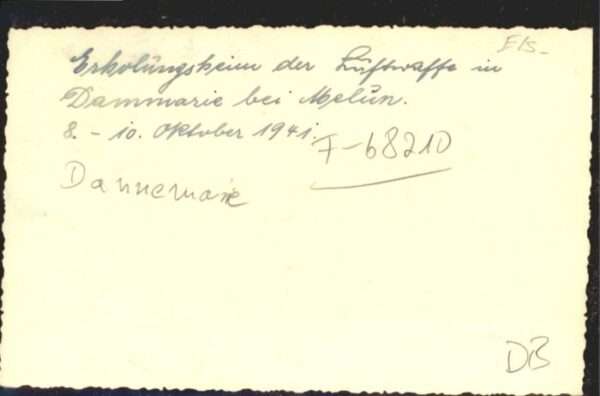 Els-
Erholungsheim der Luftwaffe in
Dammarie bei Melun.
8. - 10. Oktober 1941.
F-68210
Dannemarie
DB